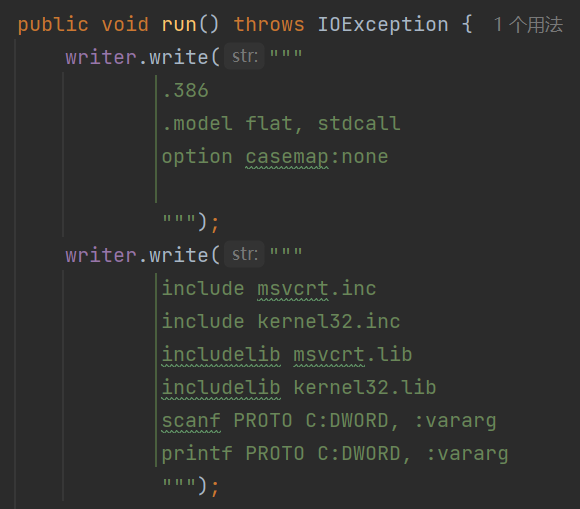 public void run() throws IOException { 1 个用法
writer.write( str: """
.386
.model flat, stdcall
option casemap:none
""");
writer.write( str: """
include msvcrt.inc
include kernel32.inc
includelib msvcrt.lib
includelib kernel32.lib
scanf PROTO C:DWORD, :vararg
printf PROTO C:DWORD, :vararg
""");